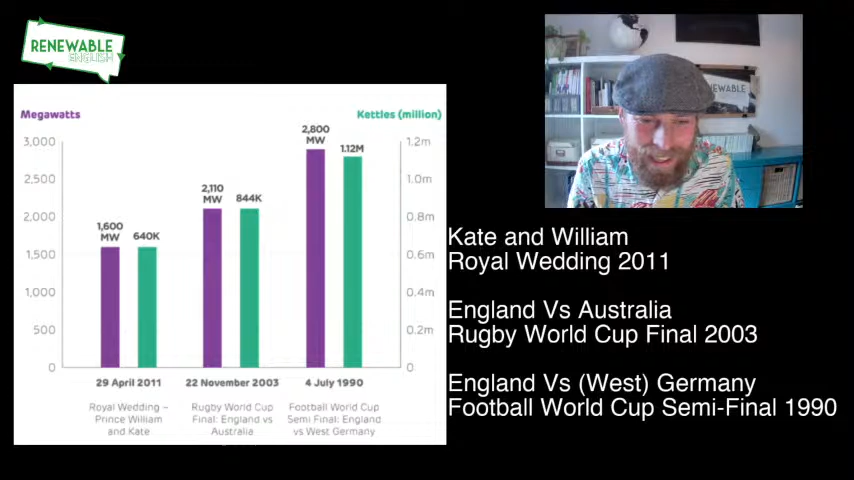 RENEWABLE
ENGLISH
Megawatts
Kettles (million)
3,000
2,500
2,000
1,500
1,000
500
0
1,600
MW
640K
2,110
MW
844K
2,800
MW
1.12M
1.2m
1.0m
0.8m
0.6m
0.4m
0.2m
0
29 April 2011
22 November 2003
4 July 1990
Royal Wedding –
Prince William
and Kate
Rugby World Cup
Final: England vs
Australia
Football World Cup
Semi Final: England
vs West Germany
NEWABLE
Kate and William
Royal Wedding 2011
England Vs Australia
Rugby World Cup Final 2003
England Vs (West) Germany
Football World Cup Semi-Final 1990